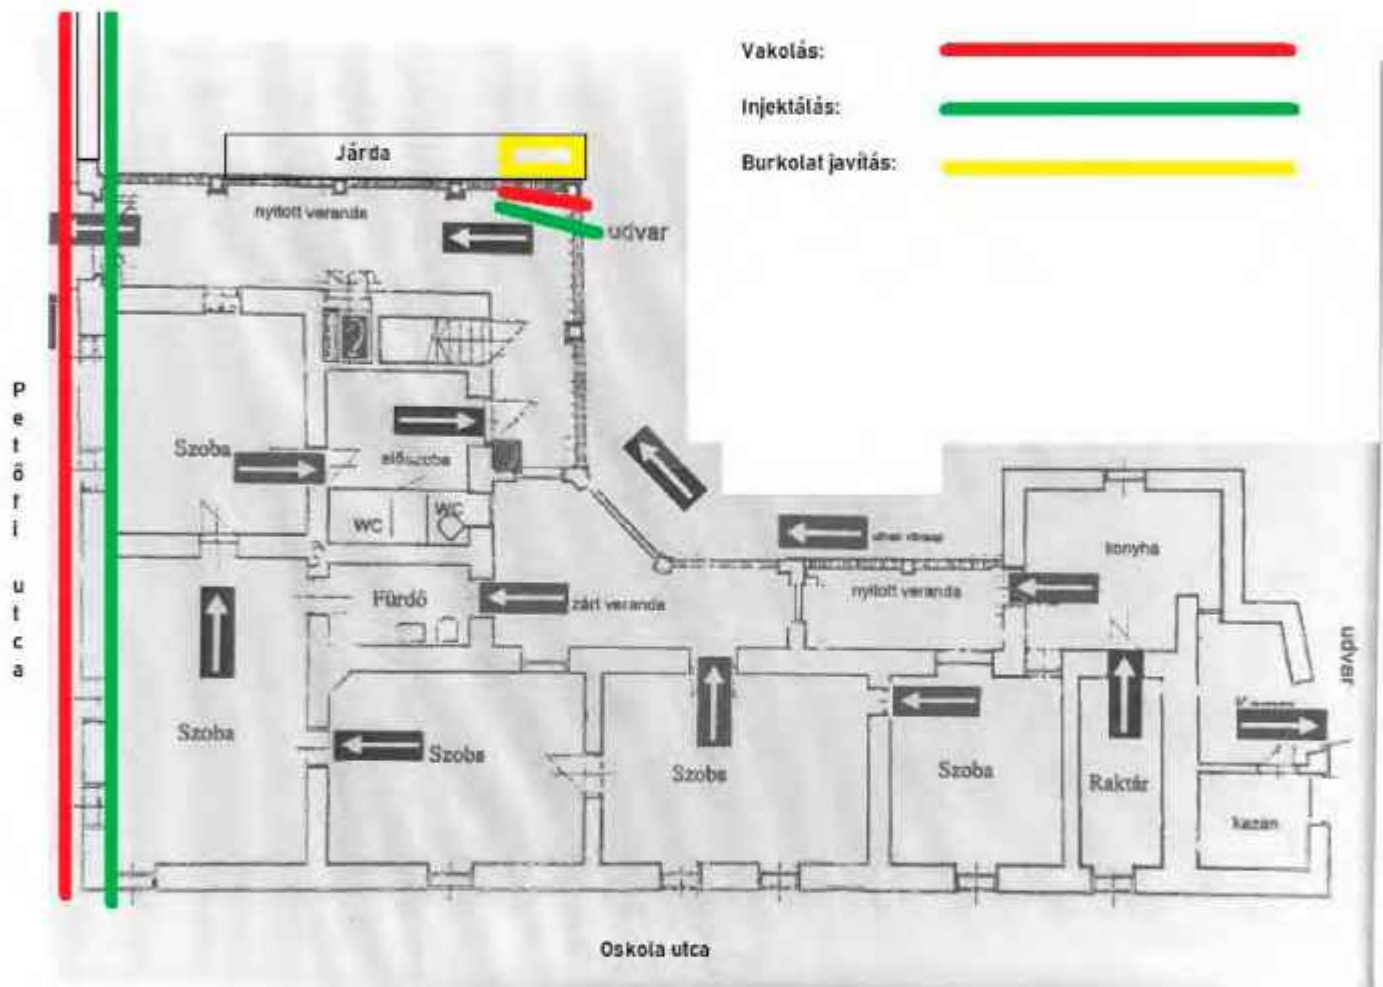 Vakolás:
Injektálás:
Burkolat javítás:
Járda
nyitott veranda
udvar
Petőfi utca
Szoba
előszoba
WC
WC
konyha
Fürdő
zárt veranda
nyitott veranda
udvar
Szoba
Szoba
Szoba
Szoba
Raktár
kazán
Oskola utca